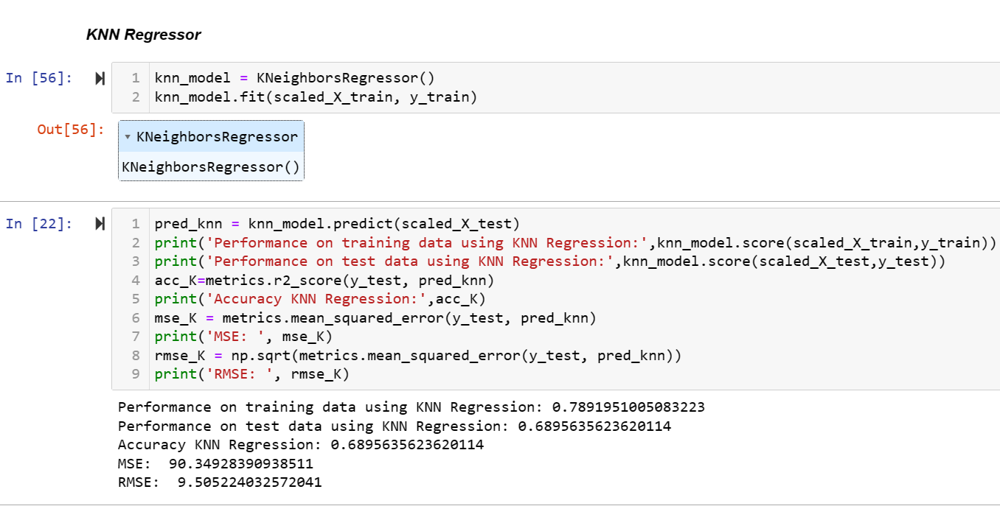 KNN Regressor
In [56]:
1 knn_model = KNeighborsRegressor()
2 knn_model.fit(scaled_X_train, y_train)
Out[56]:
▾ KNeighborsRegressor
KNeighborsRegressor()
In [22]:
1 pred_knn = knn_model.predict(scaled_X_test)
2 print('Performance on training data using KNN Regression:',knn_model.score(scaled_X_train,y_train))
3 print('Performance on test data using KNN Regression:',knn_model.score(scaled_X_test,y_test))
4 acc_K=metrics.r2_score(y_test, pred_knn)
5 print('Accuracy KNN Regression:',acc_K)
6 mse_K = metrics.mean_squared_error(y_test, pred_knn)
7 print('MSE: ', mse_K)
8 rmse_K = np.sqrt(metrics.mean_squared_error(y_test, pred_knn))
9 print('RMSE: ', rmse_K)
Performance on training data using KNN Regression: 0.7891951005083223
Performance on test data using KNN Regression: 0.6895635623620114
Accuracy KNN Regression: 0.6895635623620114
MSE:  90.34928390938511
RMSE:  9.505224032572041